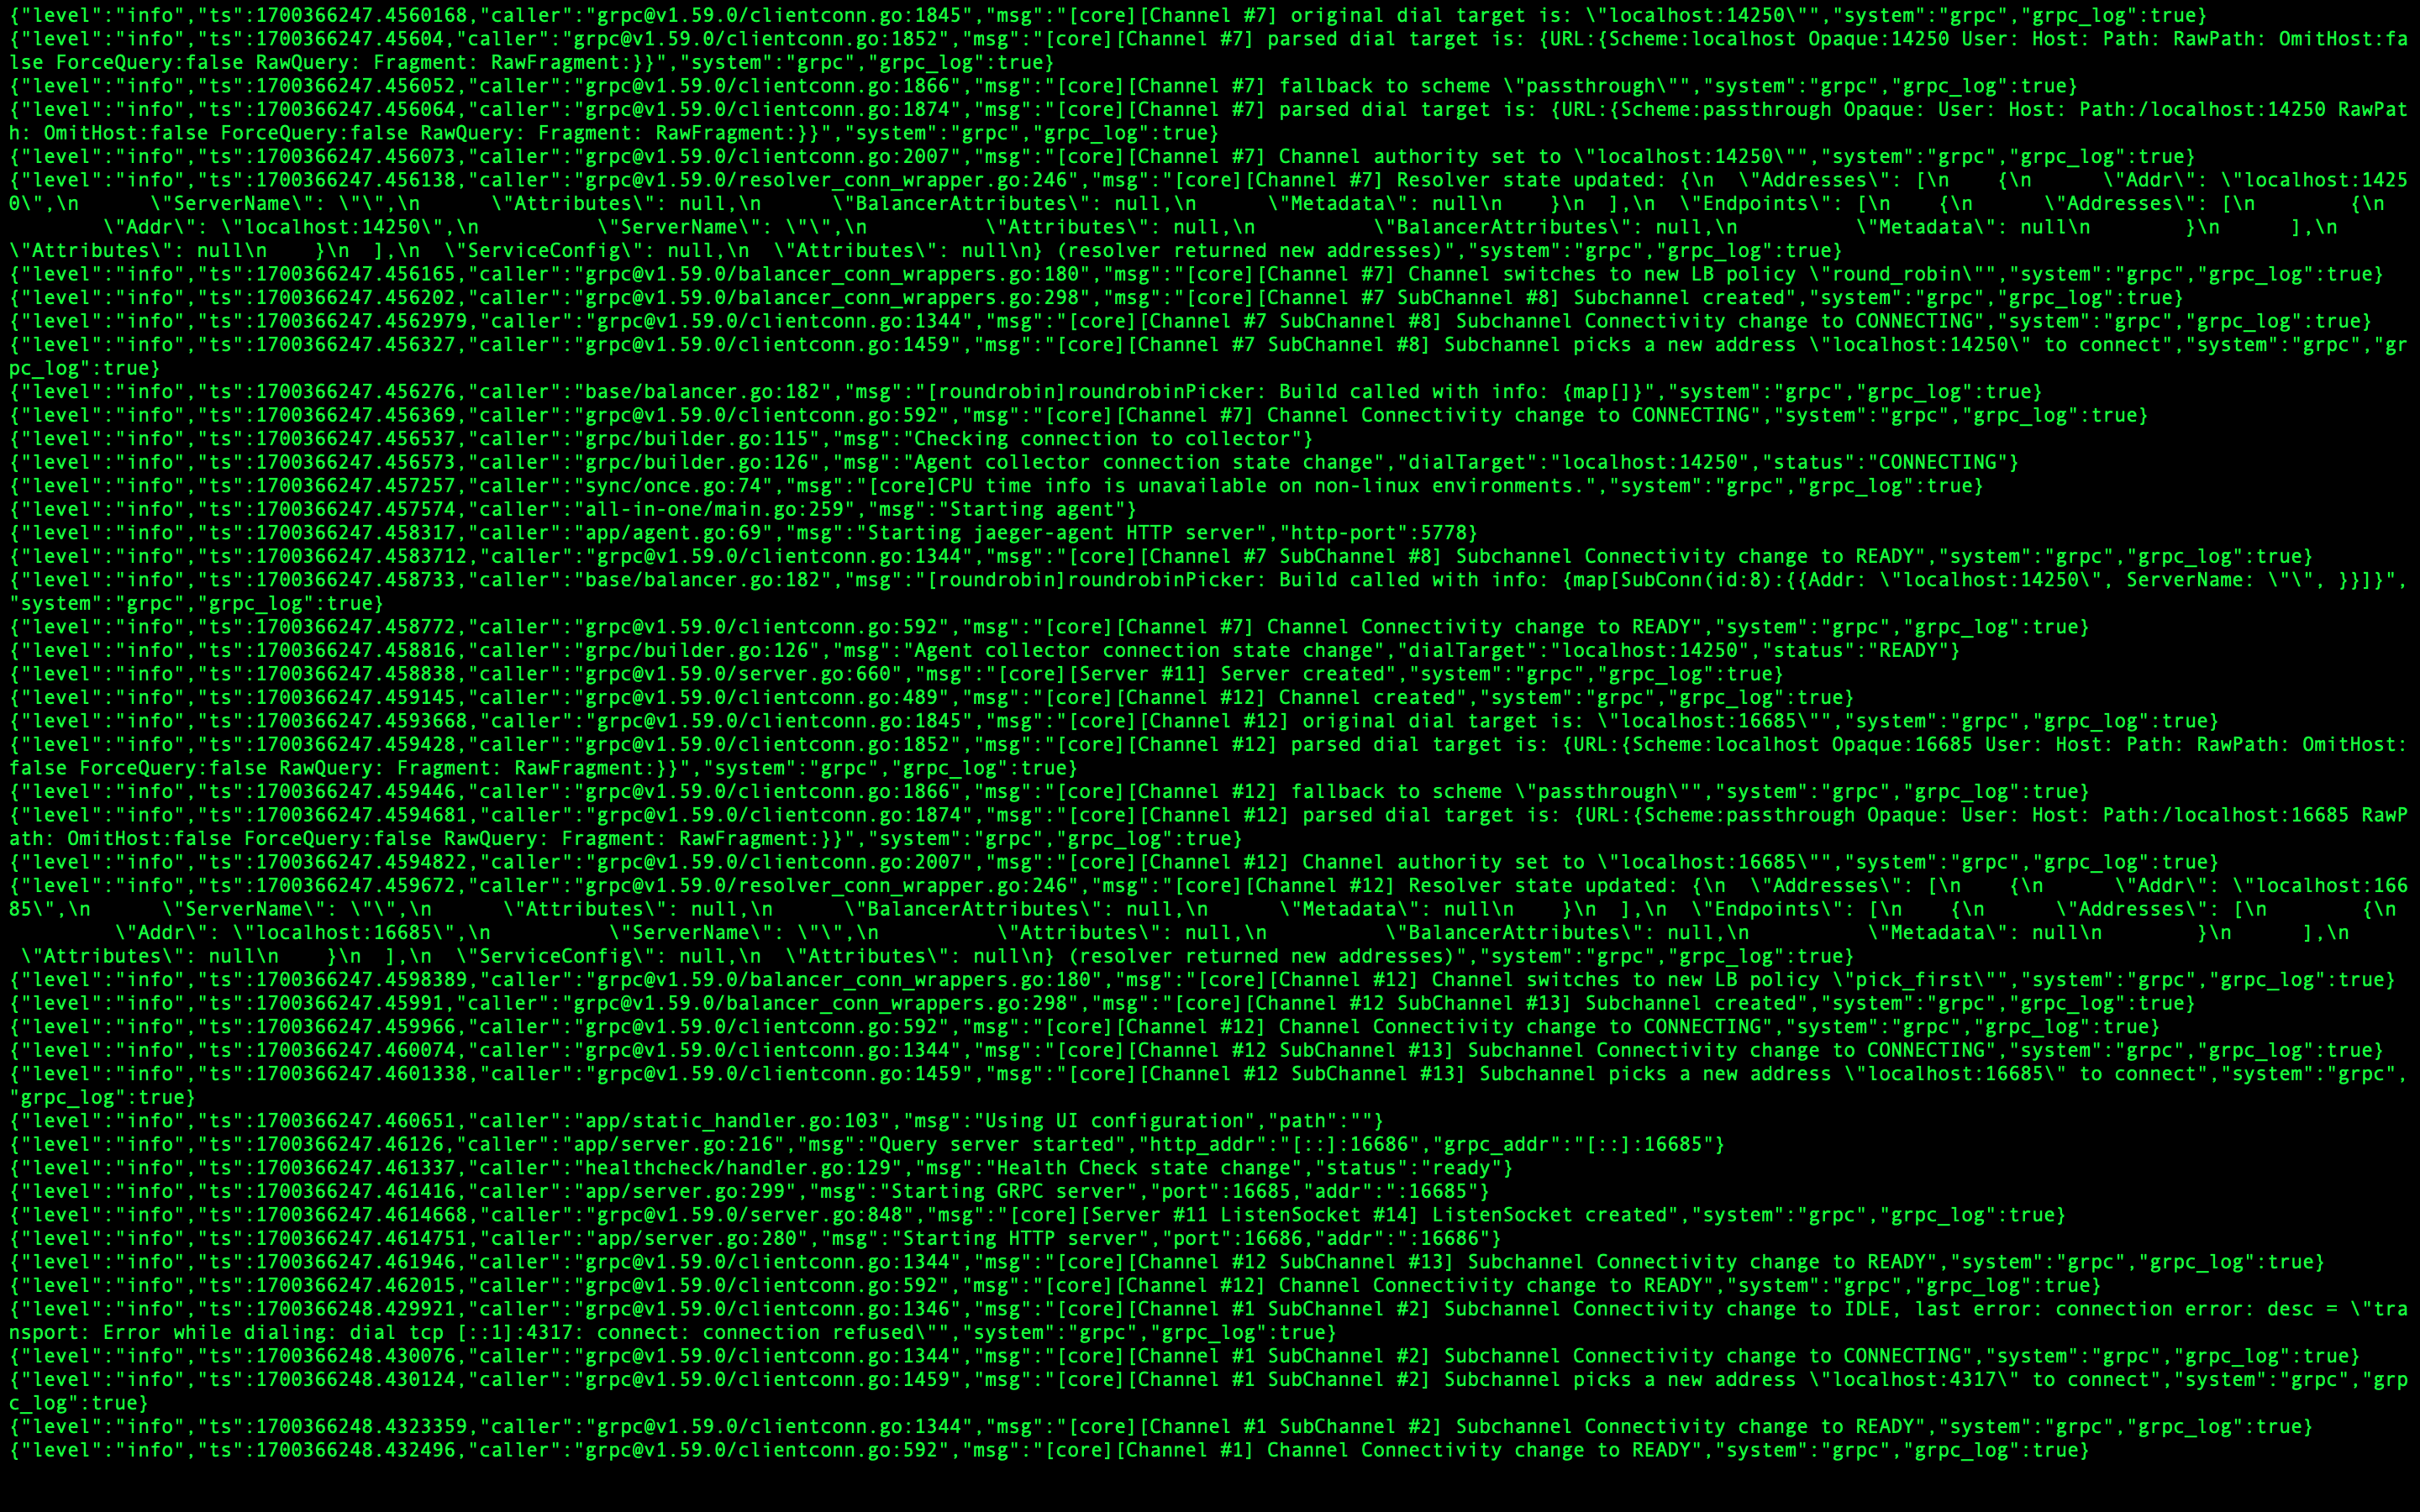 {"level":"info","ts":1700366247.4560168,"caller":"grpc@v1.59.0/clientconn.go:1845","msg":"[core][Channel #7] original dial target is: \"localhost:14250\"","system":"grpc","grpc_log":true}
{"level":"info","ts":1700366247.45604,"caller":"grpc@v1.59.0/clientconn.go:1852","msg":"[core][Channel #7] parsed dial target is: {URL:{Scheme:localhost Opaque:14250 User: Host: Path: RawPath: OmitHost:fa
lse ForceQuery:false RawQuery: Fragment: RawFragment:}}","system":"grpc","grpc_log":true}
{"level":"info","ts":1700366247.456052,"caller":"grpc@v1.59.0/clientconn.go:1866","msg":"[core][Channel #7] fallback to scheme \"passthrough\"","system":"grpc","grpc_log":true}
{"level":"info","ts":1700366247.456064,"caller":"grpc@v1.59.0/clientconn.go:1874","msg":"[core][Channel #7] parsed dial target is: {URL:{Scheme:passthrough Opaque: User: Host: Path:/localhost:14250 RawPat
h: OmitHost:false ForceQuery:false RawQuery: Fragment: RawFragment:}}","system":"grpc","grpc_log":true}
{"level":"info","ts":1700366247.456073,"caller":"grpc@v1.59.0/clientconn.go:2007","msg":"[core][Channel #7] Channel authority set to \"localhost:14250\"","system":"grpc","grpc_log":true}
{"level":"info","ts":1700366247.456138,"caller":"grpc@v1.59.0/resolver_conn_wrapper.go:246","msg":"[core][Channel #7] Resolver state updated: {\n  \"Addresses\": [\n    {\n      \"Addr\": \"localhost:1425
0\",\n      \"ServerName\": \"\",\n      \"Attributes\": null,\n      \"BalancerAttributes\": null,\n      \"Metadata\": null\n    }\n  ],\n  \"Endpoints\": [\n    {\n      \"Addresses\": [\n        {\n
        \"Addr\": \"localhost:14250\",\n          \"ServerName\": \"\",\n          \"Attributes\": null,\n          \"BalancerAttributes\": null,\n          \"Metadata\": null\n        }\n      ],\n
\"Attributes\": null\n    }\n  ],\n  \"ServiceConfig\": null,\n  \"Attributes\": null\n} (resolver returned new addresses)","system":"grpc","grpc_log":true}
{"level":"info","ts":1700366247.456165,"caller":"grpc@v1.59.0/balancer_conn_wrappers.go:180","msg":"[core][Channel #7] Channel switches to new LB policy \"round_robin\"","system":"grpc","grpc_log":true}
{"level":"info","ts":1700366247.456202,"caller":"grpc@v1.59.0/balancer_conn_wrappers.go:298","msg":"[core][Channel #7 SubChannel #8] Subchannel created","system":"grpc","grpc_log":true}
{"level":"info","ts":1700366247.4562979,"caller":"grpc@v1.59.0/clientconn.go:1344","msg":"[core][Channel #7 SubChannel #8] Subchannel Connectivity change to CONNECTING","system":"grpc","grpc_log":true}
{"level":"info","ts":1700366247.456327,"caller":"grpc@v1.59.0/clientconn.go:1459","msg":"[core][Channel #7 SubChannel #8] Subchannel picks a new address \"localhost:14250\" to connect","system":"grpc","gr
pc_log":true}
{"level":"info","ts":1700366247.456276,"caller":"base/balancer.go:182","msg":"[roundrobin]roundrobinPicker: Build called with info: {map[]}","system":"grpc","grpc_log":true}
{"level":"info","ts":1700366247.456369,"caller":"grpc@v1.59.0/clientconn.go:592","msg":"[core][Channel #7] Channel Connectivity change to CONNECTING","system":"grpc","grpc_log":true}
{"level":"info","ts":1700366247.456537,"caller":"grpc/builder.go:115","msg":"Checking connection to collector"}
{"level":"info","ts":1700366247.456573,"caller":"grpc/builder.go:126","msg":"Agent collector connection state change","dialTarget":"localhost:14250","status":"CONNECTING"}
{"level":"info","ts":1700366247.457257,"caller":"sync/once.go:74","msg":"[core]CPU time info is unavailable on non-linux environments.","system":"grpc","grpc_log":true}
{"level":"info","ts":1700366247.457574,"caller":"all-in-one/main.go:259","msg":"Starting agent"}
{"level":"info","ts":1700366247.458317,"caller":"app/agent.go:69","msg":"Starting jaeger-agent HTTP server","http-port":5778}
{"level":"info","ts":1700366247.4583712,"caller":"grpc@v1.59.0/clientconn.go:1344","msg":"[core][Channel #7 SubChannel #8] Subchannel Connectivity change to READY","system":"grpc","grpc_log":true}
{"level":"info","ts":1700366247.458733,"caller":"base/balancer.go:182","msg":"[roundrobin]roundrobinPicker: Build called with info: {map[SubConn(id:8):{{Addr: \"localhost:14250\", ServerName: \"\", }}]}",
"system":"grpc","grpc_log":true}
{"level":"info","ts":1700366247.458772,"caller":"grpc@v1.59.0/clientconn.go:592","msg":"[core][Channel #7] Channel Connectivity change to READY","system":"grpc","grpc_log":true}
{"level":"info","ts":1700366247.458816,"caller":"grpc/builder.go:126","msg":"Agent collector connection state change","dialTarget":"localhost:14250","status":"READY"}
{"level":"info","ts":1700366247.458838,"caller":"grpc@v1.59.0/server.go:660","msg":"[core][Server #11] Server created","system":"grpc","grpc_log":true}
{"level":"info","ts":1700366247.459145,"caller":"grpc@v1.59.0/clientconn.go:489","msg":"[core][Channel #12] Channel created","system":"grpc","grpc_log":true}
{"level":"info","ts":1700366247.4593668,"caller":"grpc@v1.59.0/clientconn.go:1845","msg":"[core][Channel #12] original dial target is: \"localhost:16685\"","system":"grpc","grpc_log":true}
{"level":"info","ts":1700366247.459428,"caller":"grpc@v1.59.0/clientconn.go:1852","msg":"[core][Channel #12] parsed dial target is: {URL:{Scheme:localhost Opaque:16685 User: Host: Path: RawPath: OmitHost:
false ForceQuery:false RawQuery: Fragment: RawFragment:}}","system":"grpc","grpc_log":true}
{"level":"info","ts":1700366247.459446,"caller":"grpc@v1.59.0/clientconn.go:1866","msg":"[core][Channel #12] fallback to scheme \"passthrough\"","system":"grpc","grpc_log":true}
{"level":"info","ts":1700366247.4594681,"caller":"grpc@v1.59.0/clientconn.go:1874","msg":"[core][Channel #12] parsed dial target is: {URL:{Scheme:passthrough Opaque: User: Host: Path:/localhost:16685 RawP
ath: OmitHost:false ForceQuery:false RawQuery: Fragment: RawFragment:}}","system":"grpc","grpc_log":true}
{"level":"info","ts":1700366247.4594822,"caller":"grpc@v1.59.0/clientconn.go:2007","msg":"[core][Channel #12] Channel authority set to \"localhost:16685\"","system":"grpc","grpc_log":true}
{"level":"info","ts":1700366247.459672,"caller":"grpc@v1.59.0/resolver_conn_wrapper.go:246","msg":"[core][Channel #12] Resolver state updated: {\n  \"Addresses\": [\n    {\n      \"Addr\": \"localhost:166
85\",\n      \"ServerName\": \"\",\n      \"Attributes\": null,\n      \"BalancerAttributes\": null,\n      \"Metadata\": null\n    }\n  ],\n  \"Endpoints\": [\n    {\n      \"Addresses\": [\n        {\n
         \"Addr\": \"localhost:16685\",\n          \"ServerName\": \"\",\n          \"Attributes\": null,\n          \"BalancerAttributes\": null,\n          \"Metadata\": null\n        }\n      ],\n
 \"Attributes\": null\n    }\n  ],\n  \"ServiceConfig\": null,\n  \"Attributes\": null\n} (resolver returned new addresses)","system":"grpc","grpc_log":true}
{"level":"info","ts":1700366247.4598389,"caller":"grpc@v1.59.0/balancer_conn_wrappers.go:180","msg":"[core][Channel #12] Channel switches to new LB policy \"pick_first\"","system":"grpc","grpc_log":true}
{"level":"info","ts":1700366247.45991,"caller":"grpc@v1.59.0/balancer_conn_wrappers.go:298","msg":"[core][Channel #12 SubChannel #13] Subchannel created","system":"grpc","grpc_log":true}
{"level":"info","ts":1700366247.459966,"caller":"grpc@v1.59.0/clientconn.go:592","msg":"[core][Channel #12] Channel Connectivity change to CONNECTING","system":"grpc","grpc_log":true}
{"level":"info","ts":1700366247.460074,"caller":"grpc@v1.59.0/clientconn.go:1344","msg":"[core][Channel #12 SubChannel #13] Subchannel Connectivity change to CONNECTING","system":"grpc","grpc_log":true}
{"level":"info","ts":1700366247.4601338,"caller":"grpc@v1.59.0/clientconn.go:1459","msg":"[core][Channel #12 SubChannel #13] Subchannel picks a new address \"localhost:16685\" to connect","system":"grpc",
"grpc_log":true}
{"level":"info","ts":1700366247.460651,"caller":"app/static_handler.go:103","msg":"Using UI configuration","path":""}
{"level":"info","ts":1700366247.46126,"caller":"app/server.go:216","msg":"Query server started","http_addr":"[::]:16686","grpc_addr":"[::]:16685"}
{"level":"info","ts":1700366247.461337,"caller":"healthcheck/handler.go:129","msg":"Health Check state change","status":"ready"}
{"level":"info","ts":1700366247.461416,"caller":"app/server.go:299","msg":"Starting GRPC server","port":16685,"addr":":16685"}
{"level":"info","ts":1700366247.4614668,"caller":"grpc@v1.59.0/server.go:848","msg":"[core][Server #11 ListenSocket #14] ListenSocket created","system":"grpc","grpc_log":true}
{"level":"info","ts":1700366247.4614751,"caller":"app/server.go:280","msg":"Starting HTTP server","port":16686,"addr":":16686"}
{"level":"info","ts":1700366247.461946,"caller":"grpc@v1.59.0/clientconn.go:1344","msg":"[core][Channel #12 SubChannel #13] Subchannel Connectivity change to READY","system":"grpc","grpc_log":true}
{"level":"info","ts":1700366247.462015,"caller":"grpc@v1.59.0/clientconn.go:592","msg":"[core][Channel #12] Channel Connectivity change to READY","system":"grpc","grpc_log":true}
{"level":"info","ts":1700366248.429921,"caller":"grpc@v1.59.0/clientconn.go:1346","msg":"[core][Channel #1 SubChannel #2] Subchannel Connectivity change to IDLE, last error: connection error: desc = \"tra
nsport: Error while dialing: dial tcp [::1]:4317: connect: connection refused\"","system":"grpc","grpc_log":true}
{"level":"info","ts":1700366248.430076,"caller":"grpc@v1.59.0/clientconn.go:1344","msg":"[core][Channel #1 SubChannel #2] Subchannel Connectivity change to CONNECTING","system":"grpc","grpc_log":true}
{"level":"info","ts":1700366248.430124,"caller":"grpc@v1.59.0/clientconn.go:1459","msg":"[core][Channel #1 SubChannel #2] Subchannel picks a new address \"localhost:4317\" to connect","system":"grpc","grp
c_log":true}
{"level":"info","ts":1700366248.4323359,"caller":"grpc@v1.59.0/clientconn.go:1344","msg":"[core][Channel #1 SubChannel #2] Subchannel Connectivity change to READY","system":"grpc","grpc_log":true}
{"level":"info","ts":1700366248.432496,"caller":"grpc@v1.59.0/clientconn.go:592","msg":"[core][Channel #1] Channel Connectivity change to READY","system":"grpc","grpc_log":true}